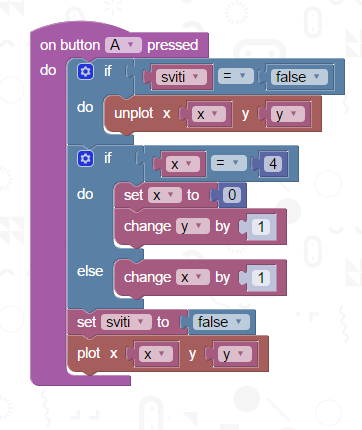 on button A pressed
do if sviti = false
do unplot x x y y
if x = 4
do set x to 0
change y by 1
else change x by 1
set sviti to false
plot x x y y